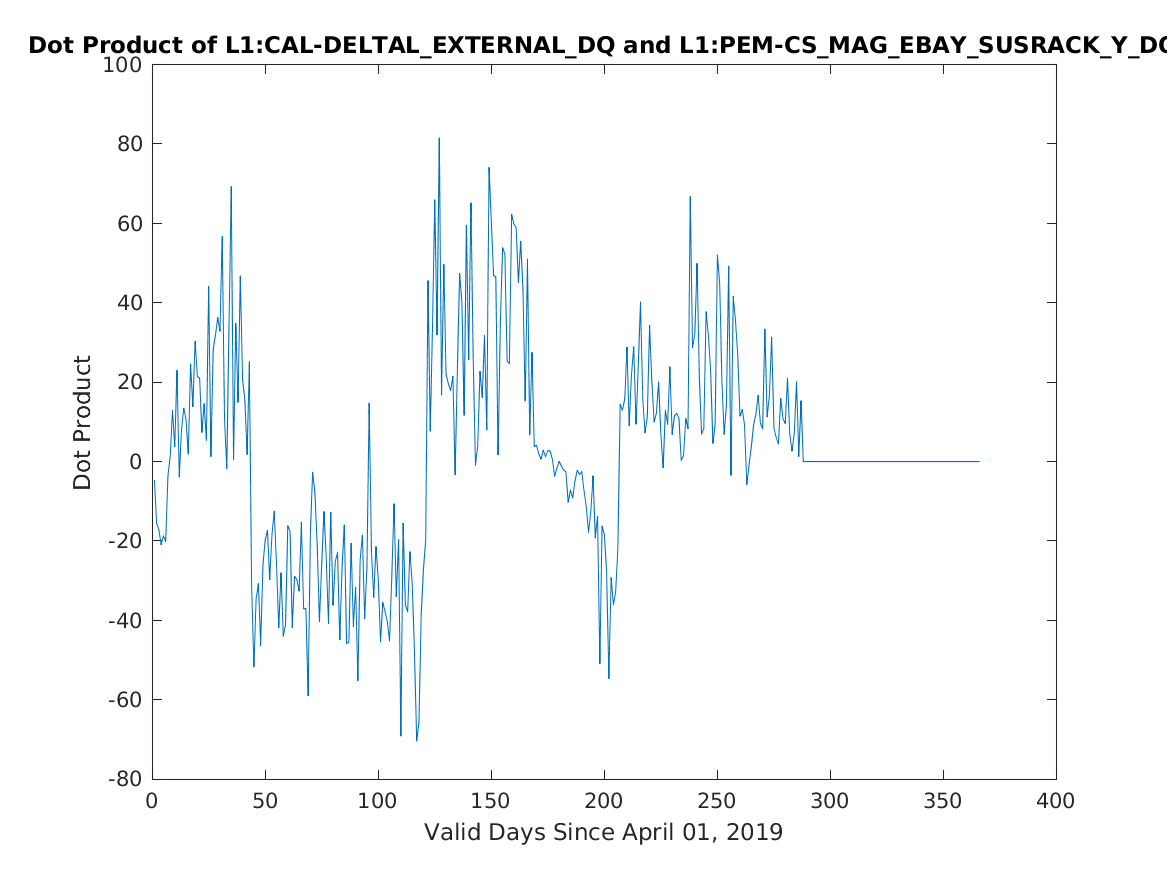 Dot Product of L1:CAL-DELTAL_EXTERNAL_DQ and L1:PEM-CS_MAG_EBAY_SUSRACK_Y_DQ
100
80
60
40
20
0
-20
-40
-60
-80
Dot Product
0 50 100 150 200 250 300 350 400
Valid Days Since April 01, 2019